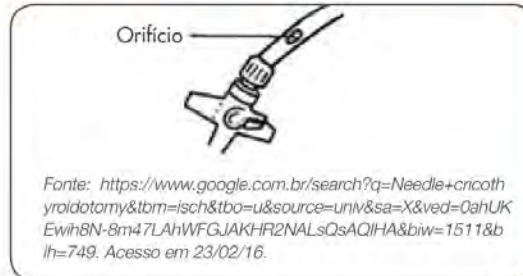 Orifício
Fonte: https://www.google.com.br/search?q=Needle+cricoth
yroidotomy&tbm=isch&tbo=u&source=univ&sa=X&ved=0ahUK
Ewih8N-8m47LAhWFGJAKHR2NALsQsAQIHA&biw=1511&b
ih=749. Acesso em 23/02/16.